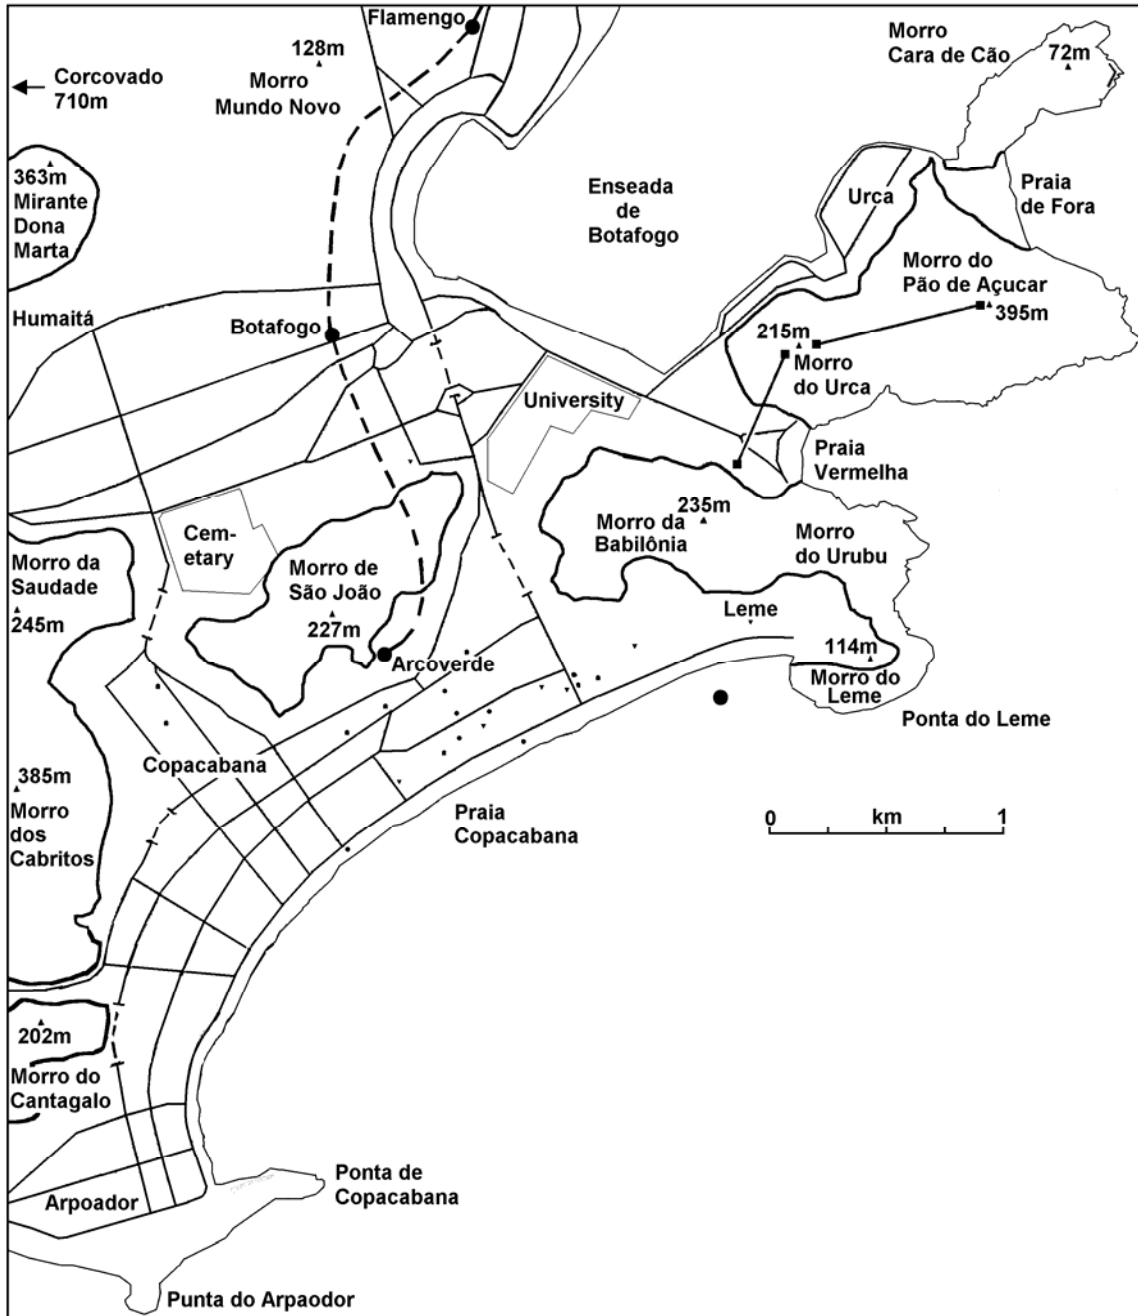 Flamengo
128m
Morro
Mundo Novo
Corcovado
710m
Morro
Cara de Cão
72m
363m
Mirante
Dona
Marta
Enseada
de
Botafogo
Urca
Praia
de Fora
Morro do
Pão de Açucar
395m
Humaitá
Botafogo
215m
Morro
do Urca
University
Praia
Vermelha
Cem-
etary
235m
Morro da
Babilônia
Morro
do Urubu
Morro da
Saudade
245m
Morro de
São João
227m
Leme
Arcoverde
114m
Morro do
Leme
Ponta do Leme
Copacabana
385m
Morro
dos
Cabritos
Praia
Copacabana
0 km 1
202m
Morro do
Cantagalo
Arpoador
Ponta de
Copacabana
Punta do Arpaodor